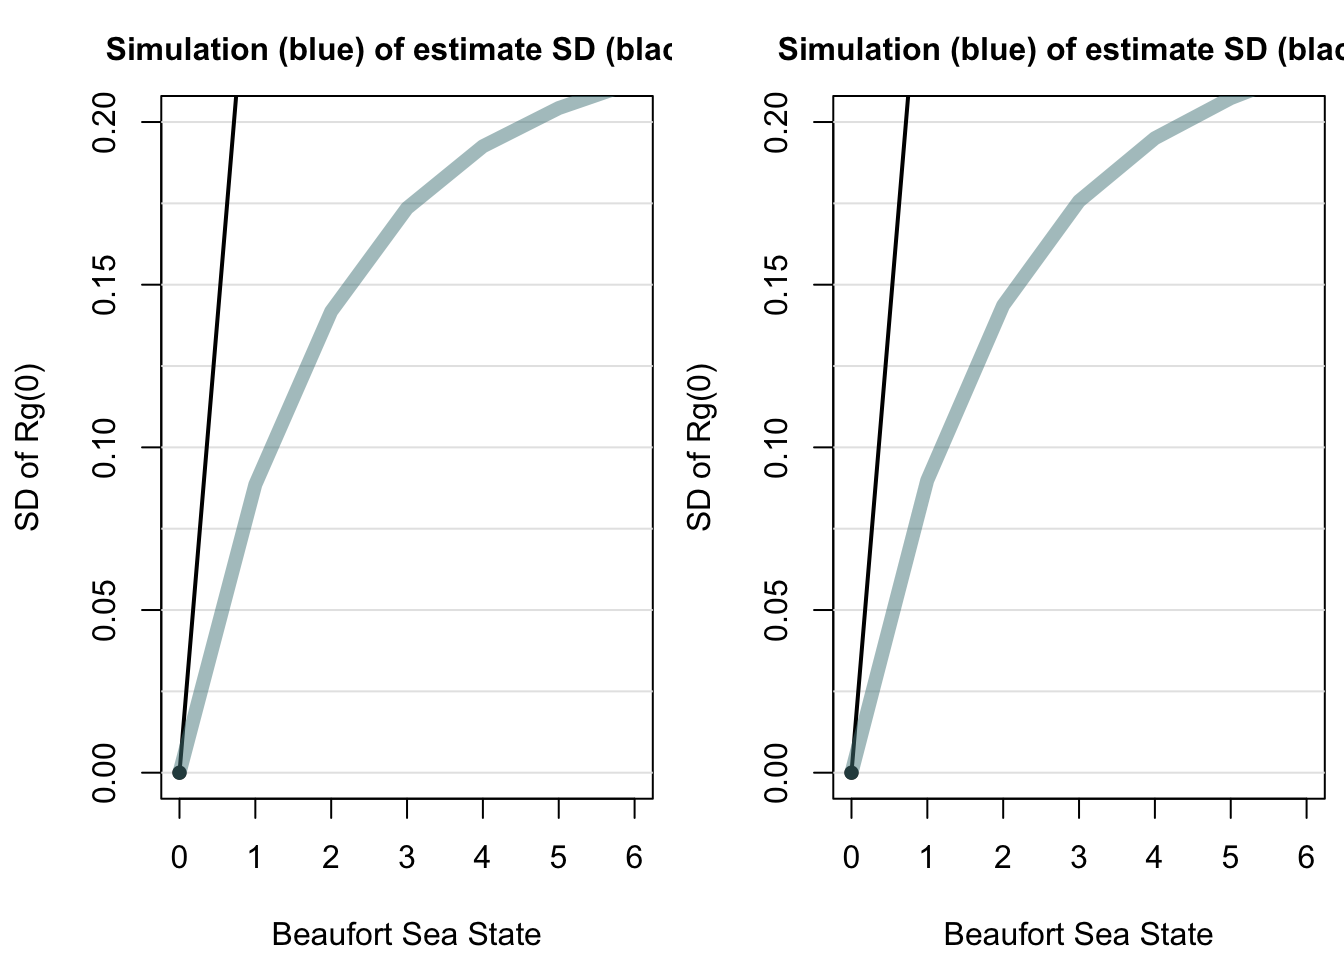 Simulation (blue) of estimate SD (blac
0.20
0.15
0.10
0.05
0.00
SD of Rg(0)
0 1 2 3 4 5 6
Beaufort Sea State
Simulation (blue) of estimate SD (blac
0.20
0.15
0.10
0.05
0.00
SD of Rg(0)
0 1 2 3 4 5 6
Beaufort Sea State